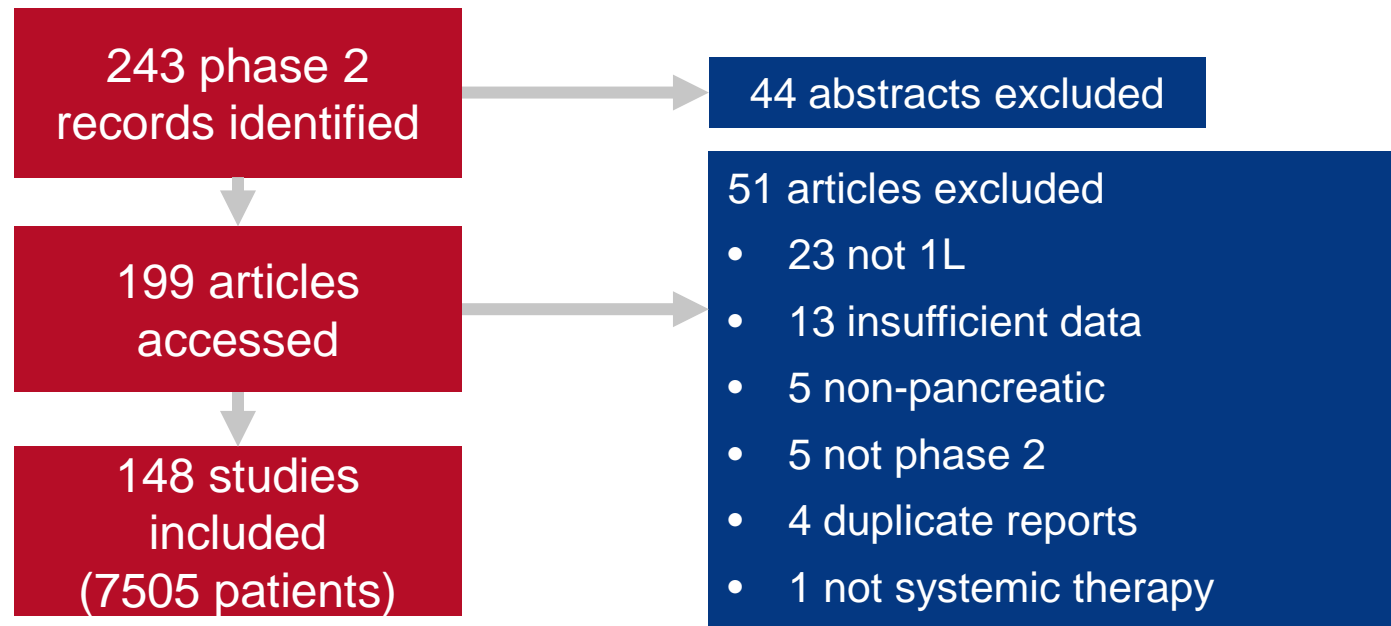 243 phase 2
records identified
44 abstracts excluded
199 articles
accessed
51 articles excluded
• 23 not 1L
• 13 insufficient data
• 5 non-pancreatic
• 5 not phase 2
• 4 duplicate reports
• 1 not systemic therapy
148 studies
included
(7505 patients)